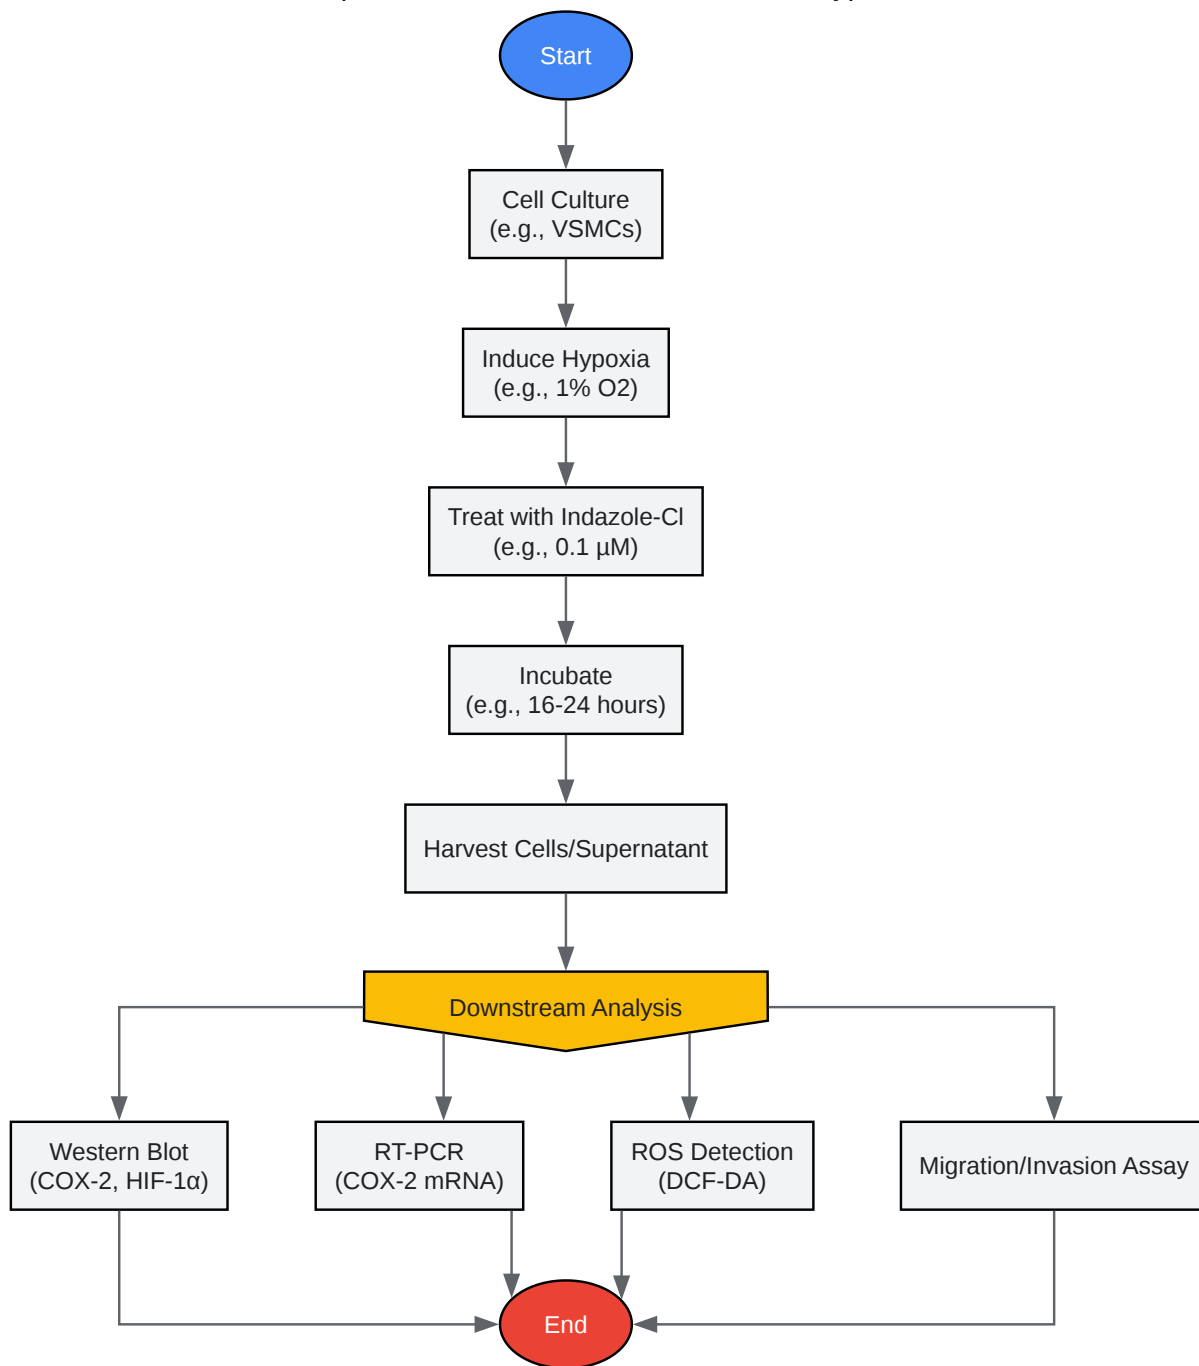 Start
Cell Culture
(e.g., VSMCs)
Induce Hypoxia
(e.g., 1% O2)
Treat with Indazole-Cl
(e.g., 0.1 µM)
Incubate
(e.g., 16-24 hours)
Harvest Cells/Supernatant
Downstream Analysis
Western Blot
(COX-2, HIF-1α)
RT-PCR
(COX-2 mRNA)
ROS Detection
(DCF-DA)
Migration/Invasion Assay
End